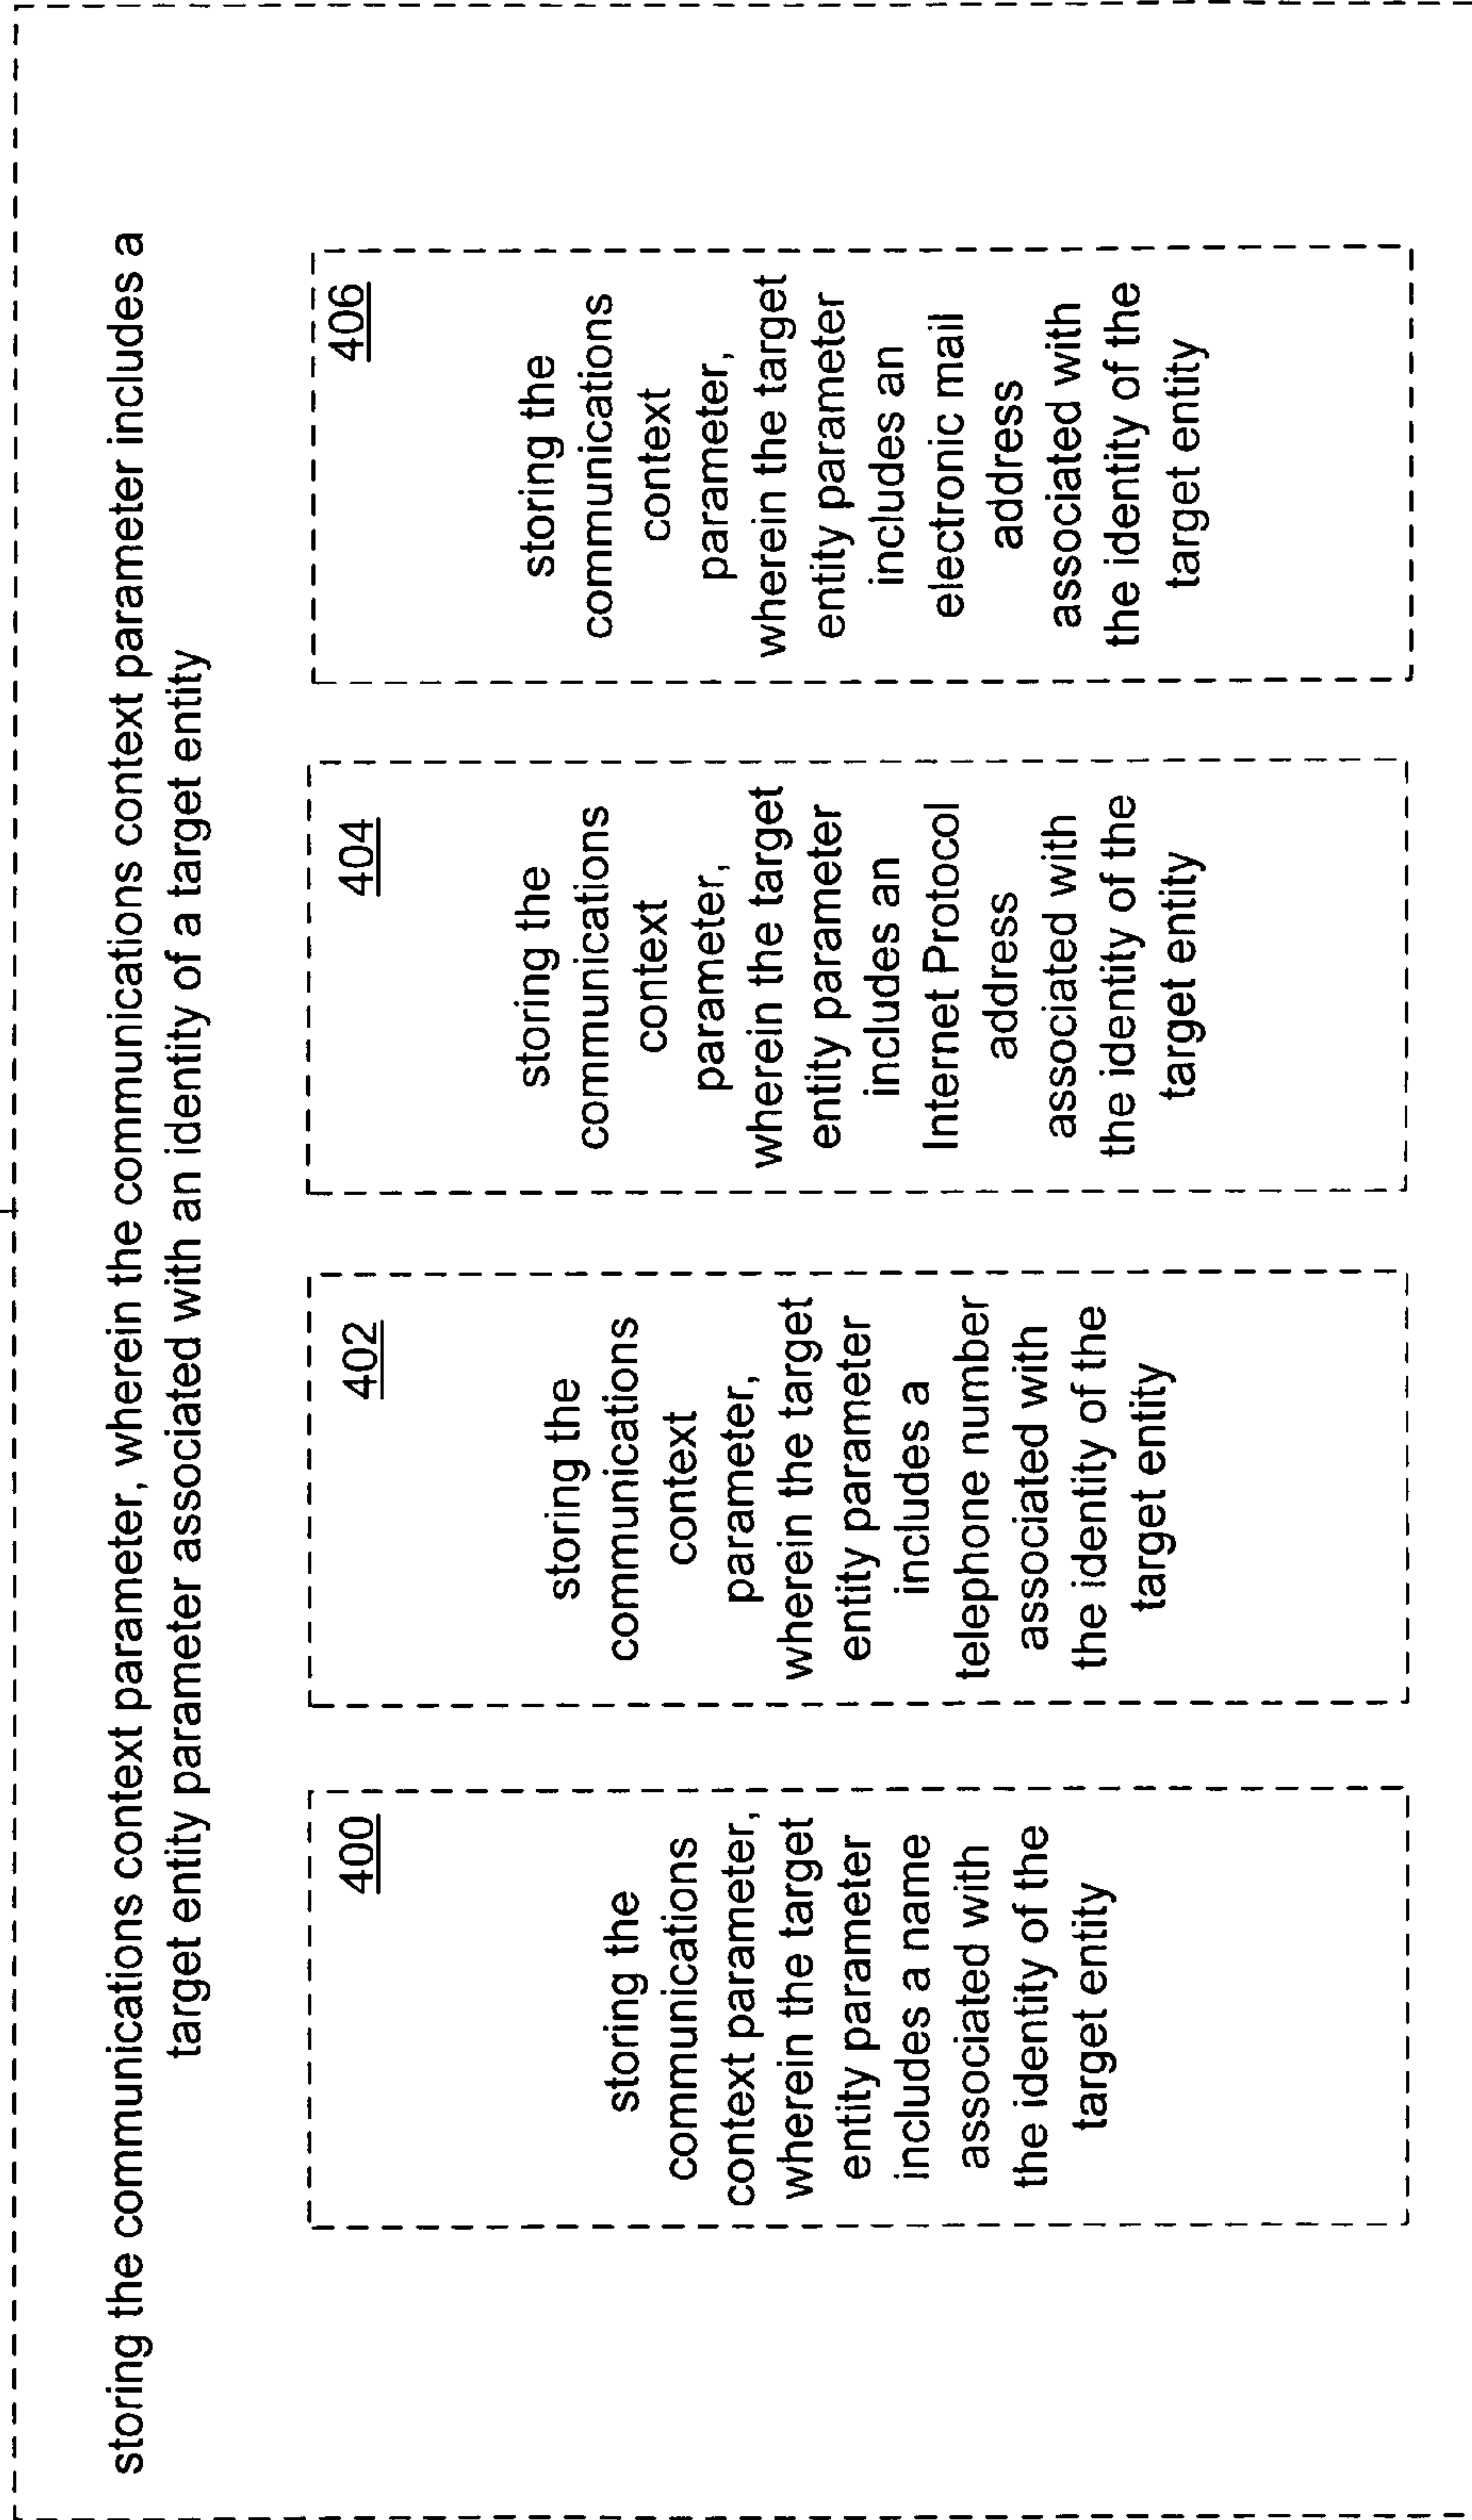 storing the communications context parameter, wherein the communications context parameter includes a
target entity parameter associated with an identity of a target entity
400
storing the
communications
context parameter,
wherein the target
entity parameter
includes a name
associated with
the identity of the
target entity
402
storing the
communications
context
parameter,
wherein the target
entity parameter
includes a
telephone number
associated with
the identity of the
target entity
404
storing the
communications
context
parameter,
wherein the target
entity parameter
includes an
Internet Protocol
address
associated with
the identity of the
target entity
406
storing the
communications
context
parameter,
wherein the target
entity parameter
includes an
electronic mail
address
associated with
the identity of the
target entity